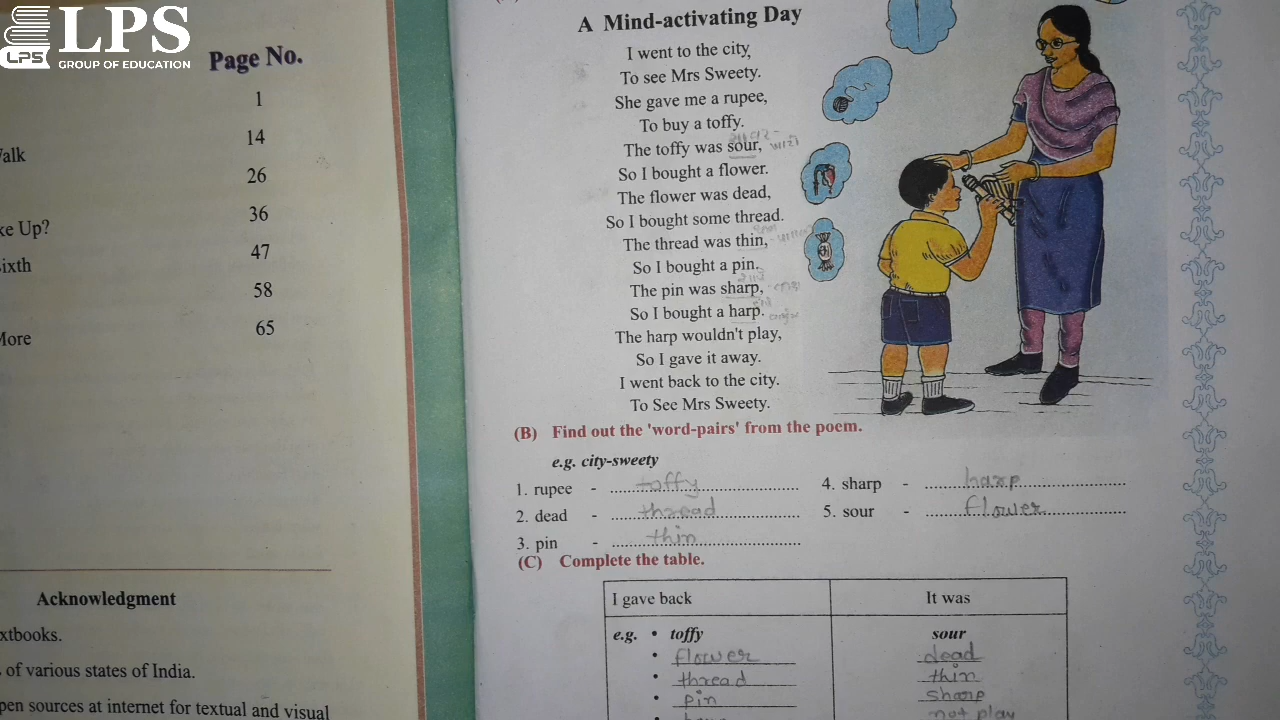 LPS
LPS
GROUP OF EDUCATION
Page No.
1
14
26
36
47
58
65
ke Up?
Sixth
More
Acknowledgment
xtbooks.
of various states of India.
pen sources at internet for textual and visual
A Mind-activating Day
I went to the city,
To see Mrs Sweety.
She gave me a rupee,
To buy a toffy.
The toffy was sour,
So I bought a flower.
The flower was dead,
So I bought some thread.
The thread was thin,
So I bought a pin.
The pin was sharp,
So I bought a harp.
The harp wouldn't play,
So I gave it away.
I went back to the city.
To See Mrs Sweety.
(B) Find out the 'word-pairs' from the poem.
e.g. city-sweety
1. rupee - toffy 4. sharp - harp
2. dead - thread 5. sour - flower
3. pin - thin
(C) Complete the table.
I gave back It was
e.g. • toffy sour
• flower dead
• thread thin
• pin sharp
not play